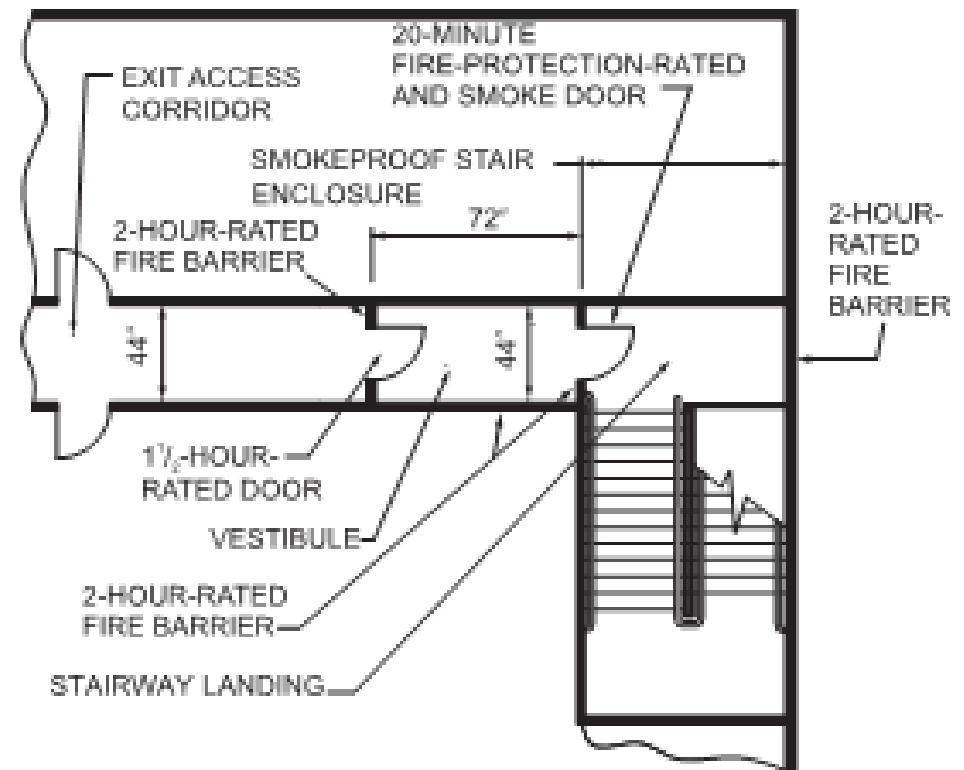 20-MINUTE
FIRE-PROTECTION-RATED
AND SMOKE DOOR
EXIT ACCESS
CORRIDOR
SMOKEPROOF STAIR
ENCLOSURE
72"
2-HOUR-RATED
FIRE BARRIER
2-HOUR-
RATED
FIRE
BARRIER
44"
44"
1½-HOUR-
RATED DOOR
VESTIBULE
2-HOUR-RATED
FIRE BARRIER
STAIRWAY LANDING